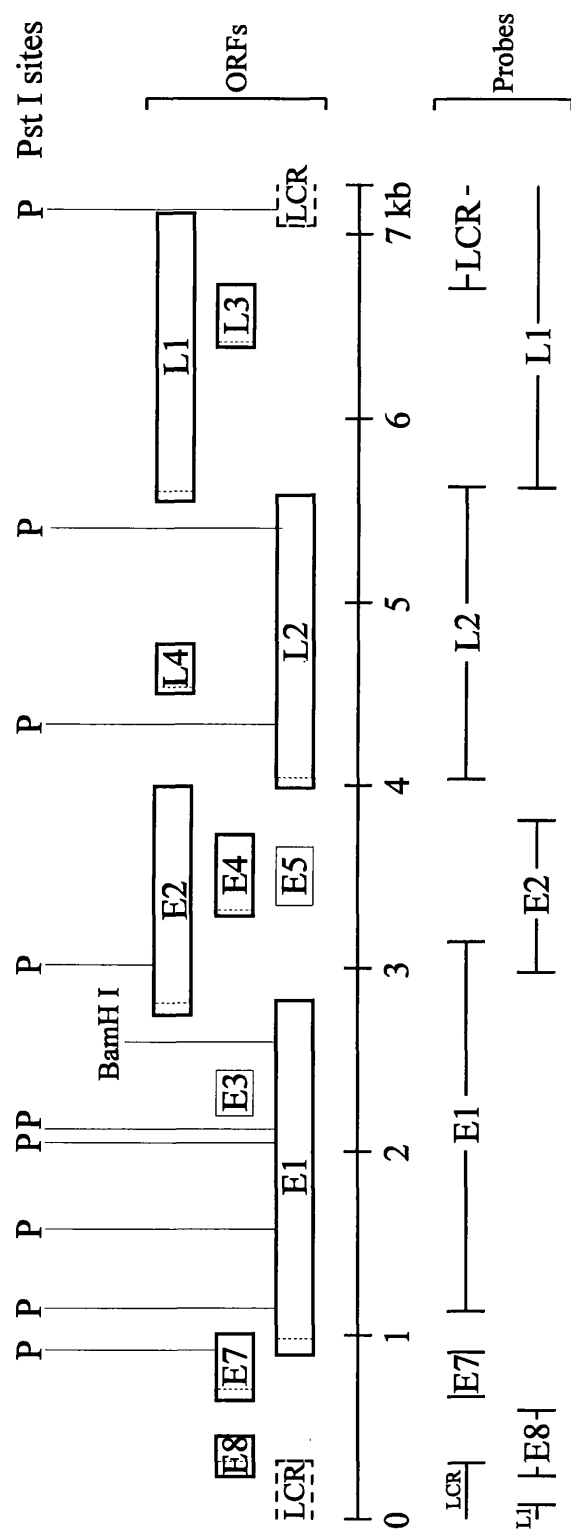 Pst I sites
P P P PP P P P P
BamH I
ORFs
E2 L4 L1
E8 E7 E3 E4 L3
LCR E1 E5 L2 LCR
0 1 2 3 4 5 6 7 kb
Probes
LCR E7 E1 L2 LCR
L1 E8 E2 L1